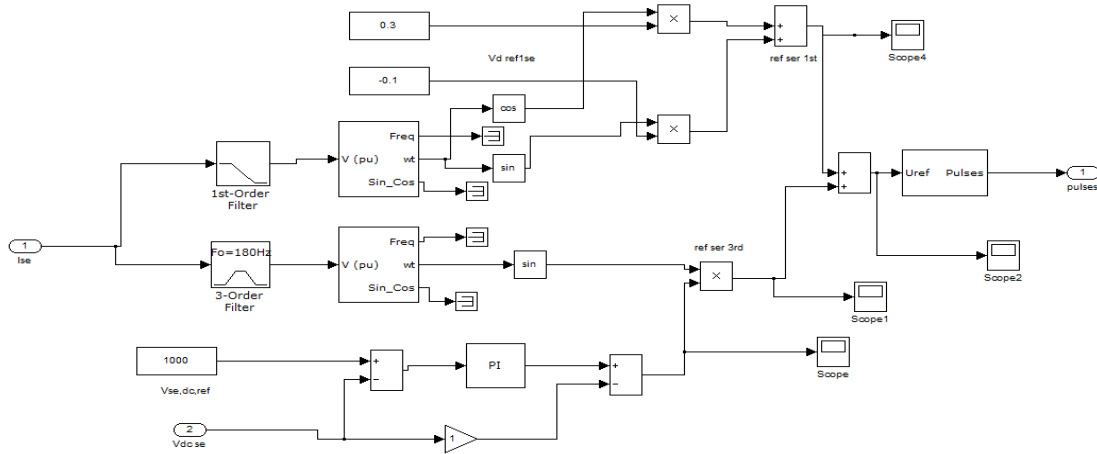 0.3
Vd ref1se
-0.1
cos
sin
×
×
+
+
ref ser 1st
Scope4
V (pu)
Freq
wt
Sin_Cos
1st-Order
Filter
+
+
Uref
Pulses
1
pulses
1
Ise
Fo=180Hz
3-Order
Filter
V (pu)
Freq
wt
Sin_Cos
sin
ref ser 3rd
×
Scope2
Scope1
1000
Vse,dc,ref
+
−
PI
+
−
Scope
2
Vdc se
1